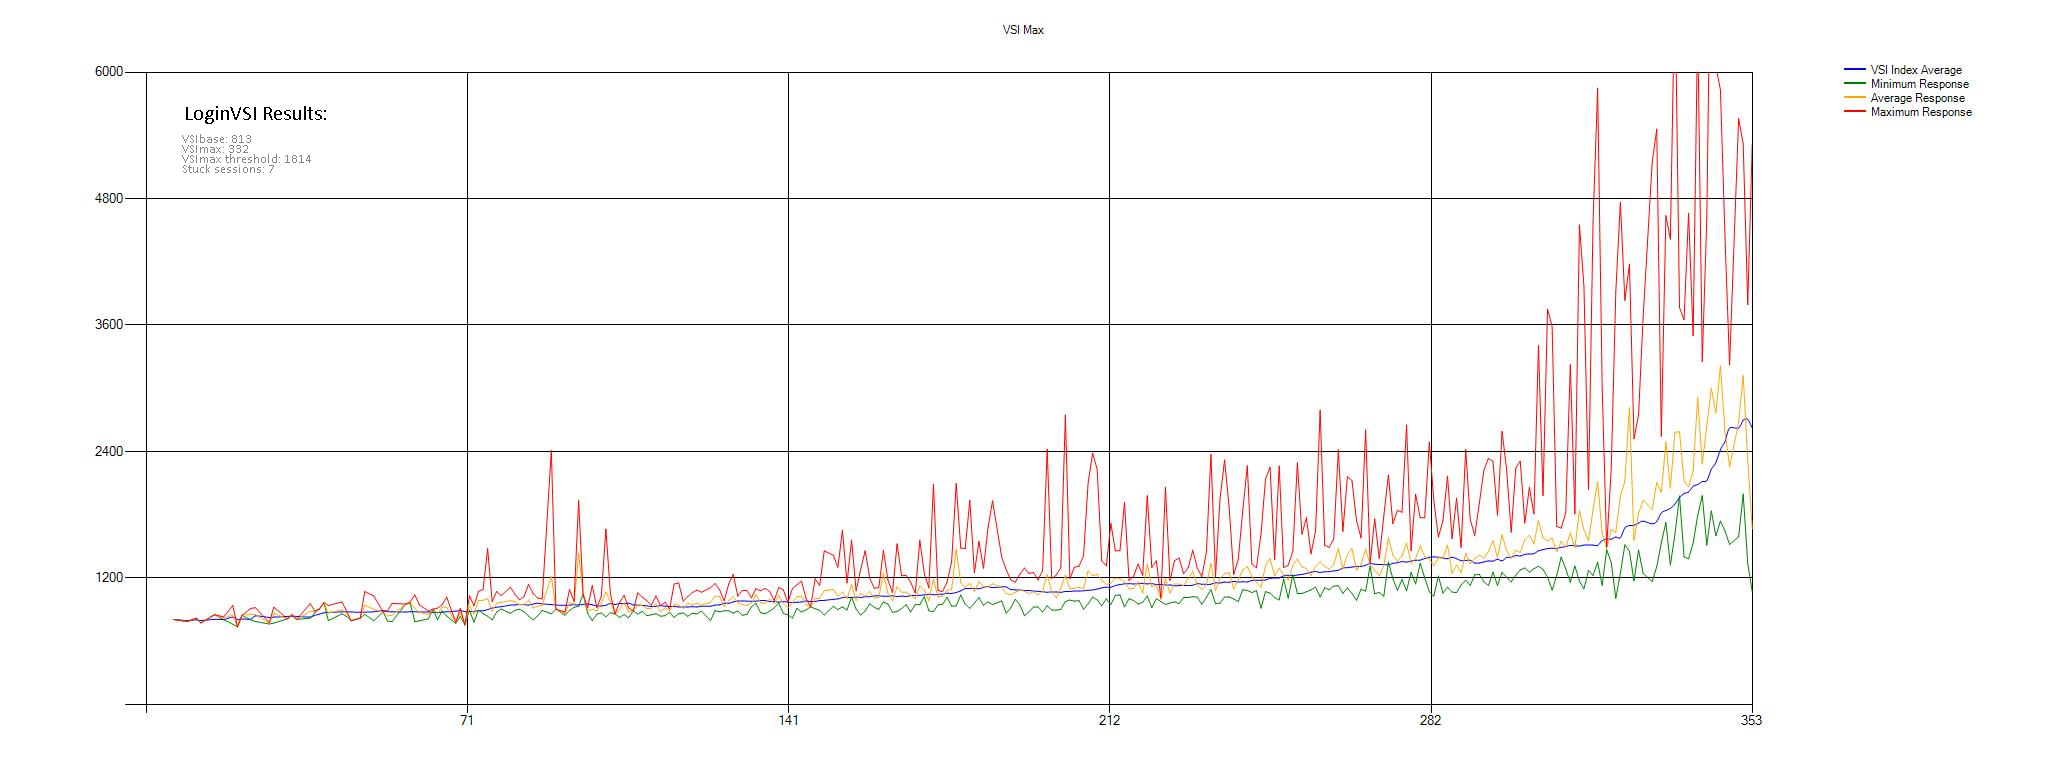 VSI Max
6000
4800
3600
2400
1200
71
141
212
282
353
LoginVSI Results:
VSIbase: 813
VSImax: 332
VSImax threshold: 1814
Stuck sessions: 7
VSI Index Average
Minimum Response
Average Response
Maximum Response